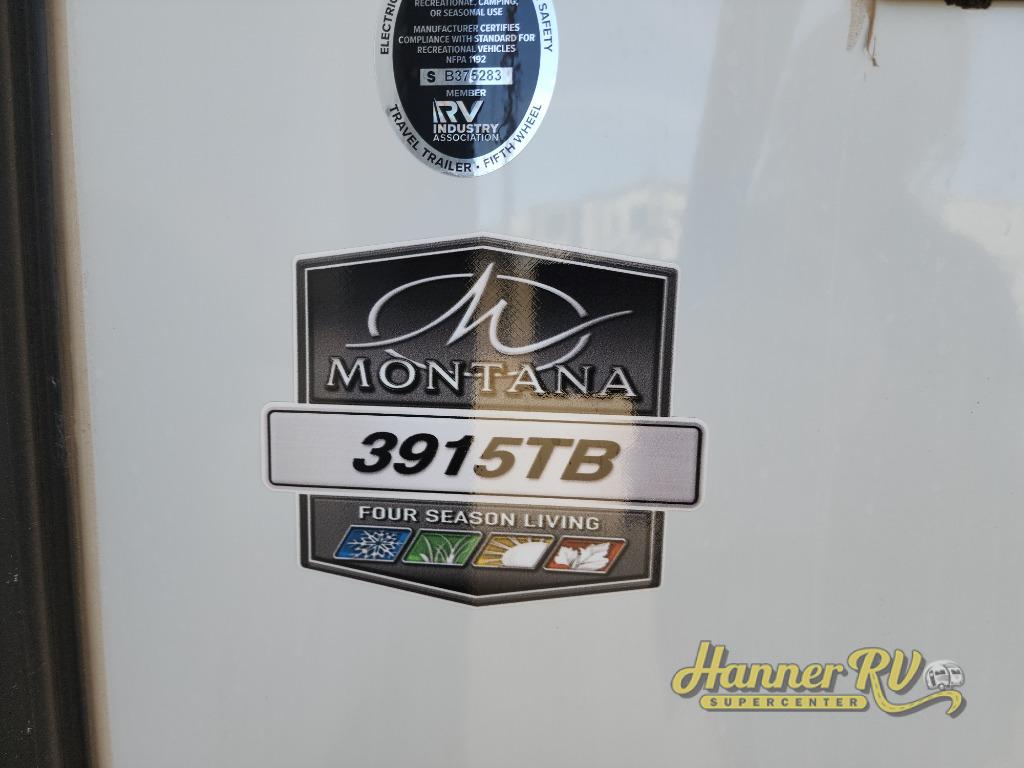 RECREATIONAL, CAMPING,
OR SEASONAL USE
MANUFACTURER CERTIFIES
COMPLIANCE WITH STANDARD FOR
RECREATIONAL VEHICLES
NFPA 1192
S B375283
MEMBER
RV
INDUSTRY
ASSOCIATION
SAFETY
TRAVEL TRAILER • FIFTH WHEEL
MONTANA
3915TB
FOUR SEASON LIVING
Hanner RV
SUPERCENTER